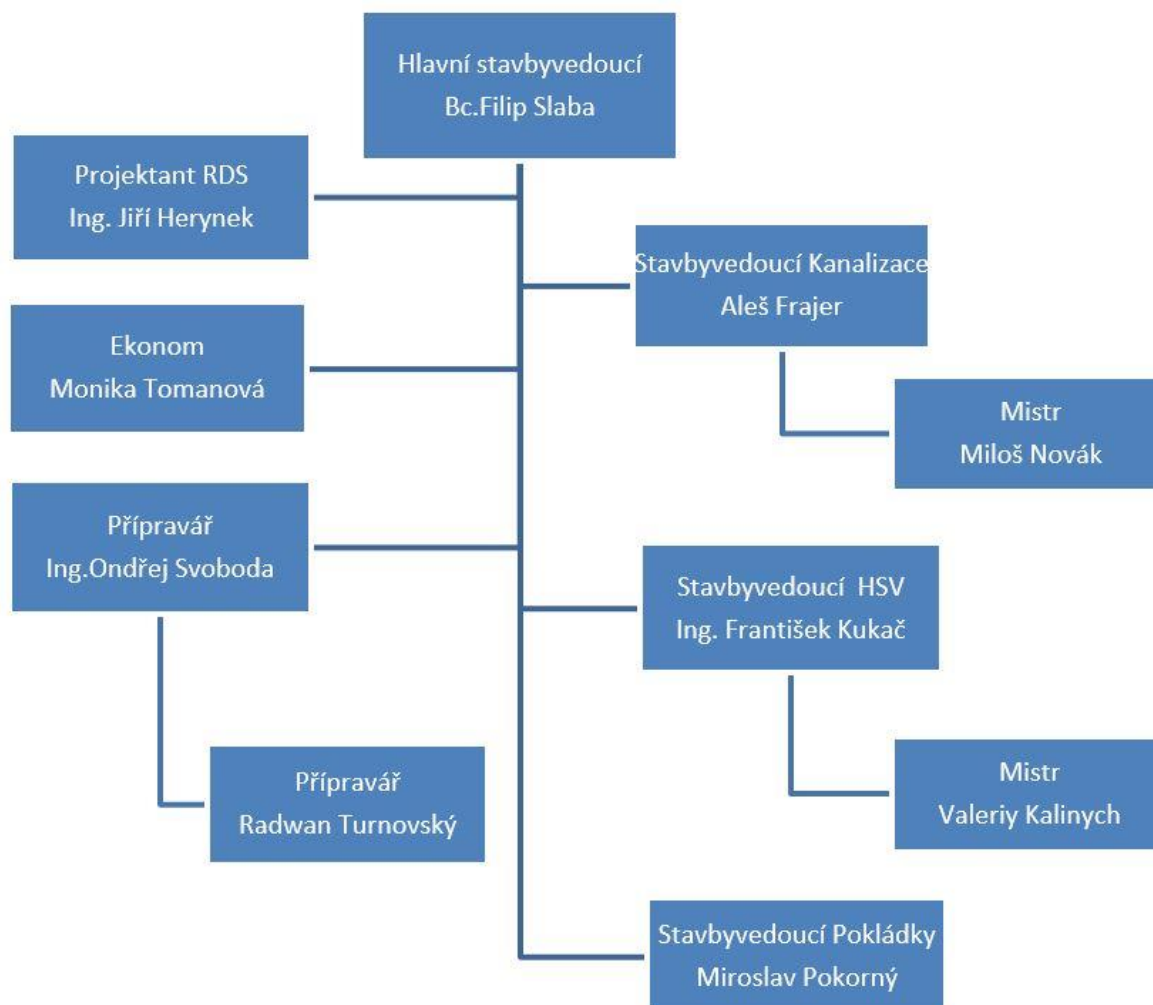 Hlavní stavbyvedoucí
Bc.Filip Slaba
Projektant RDS
Ing. Jiří Herynek
Stavbyvedoucí Kanalizace
Aleš Frajer
Ekonom
Monika Tomanová
Mistr
Miloš Novák
Přípravář
Ing.Ondřej Svoboda
Stavbyvedoucí  HSV
Ing. František Kukač
Přípravář
Radwan Turnovský
Mistr
Valeriy Kalinych
Stavbyvedoucí Pokládky
Miroslav Pokorný